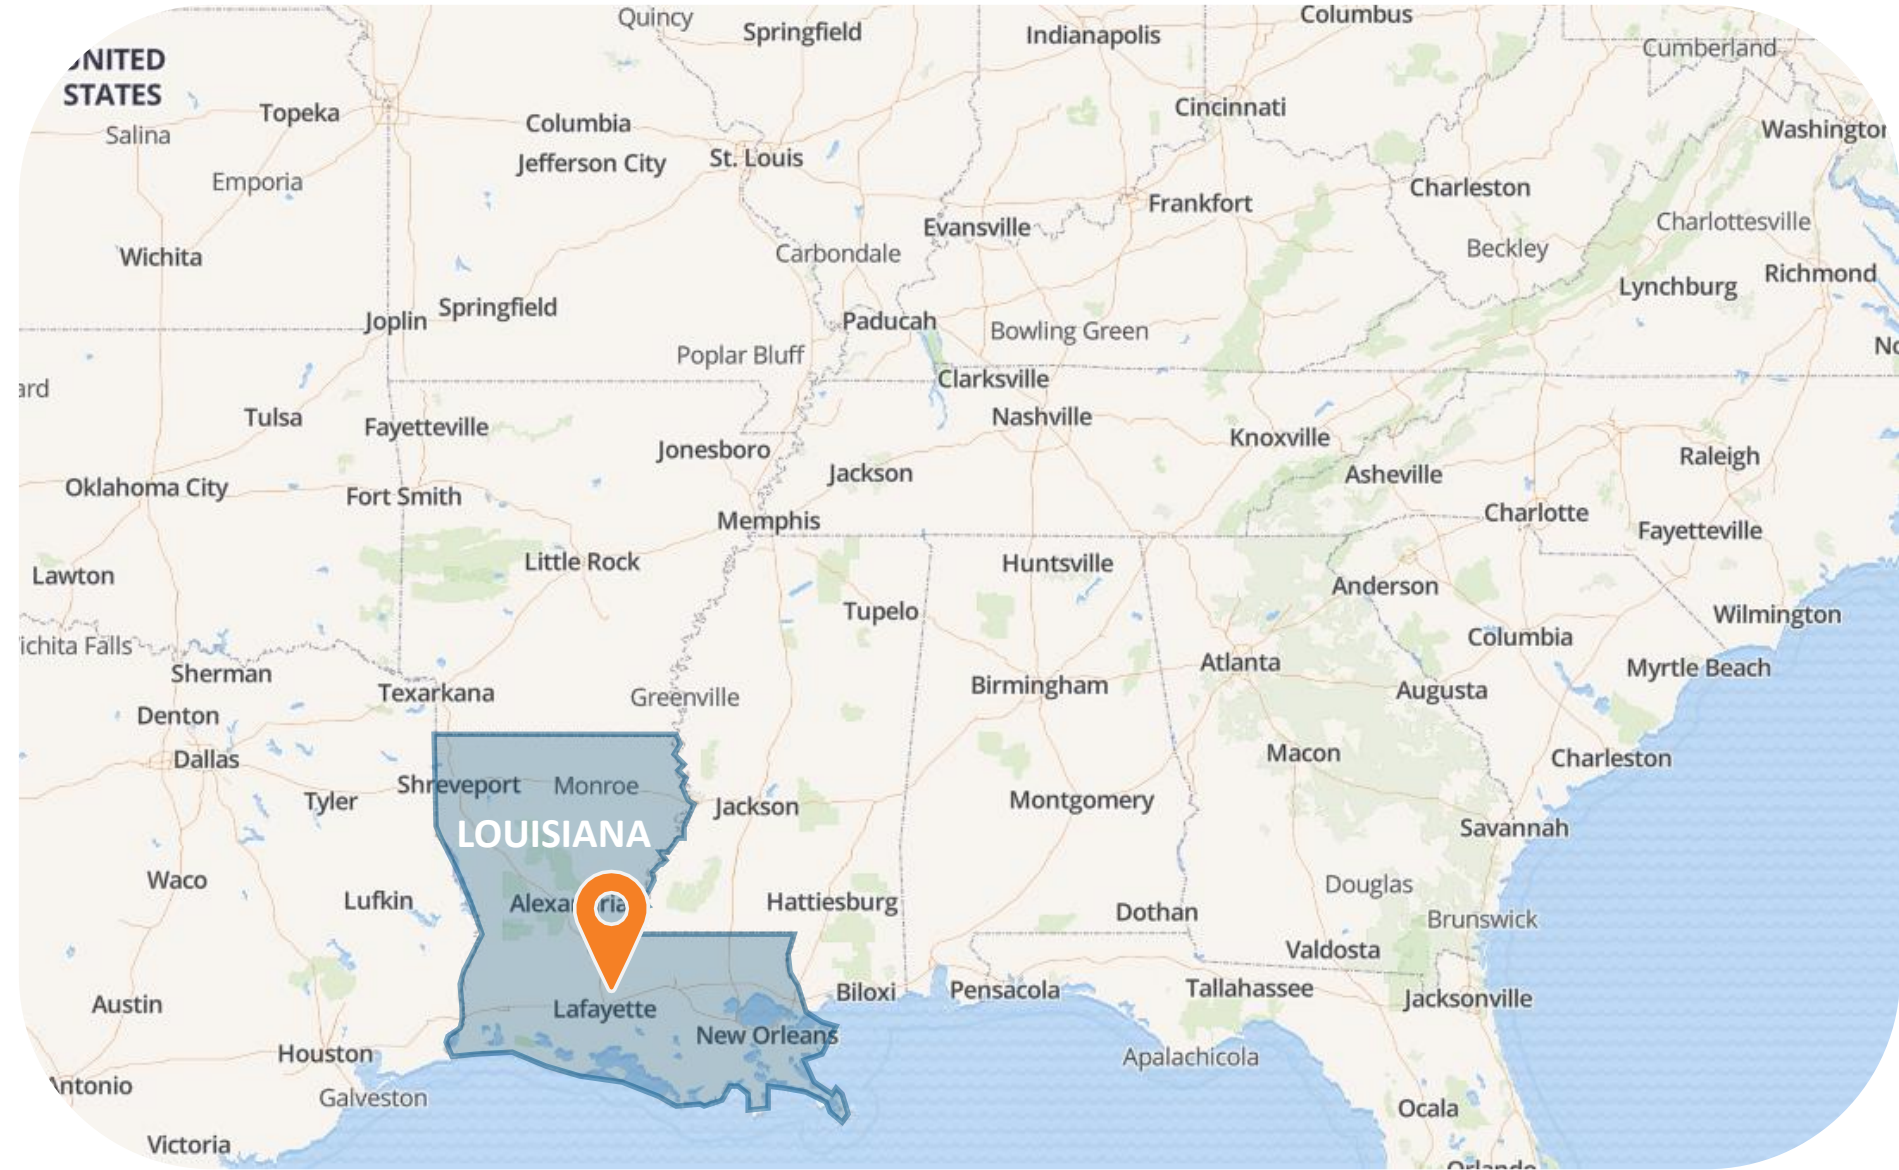 Quincy
Springfield
Indianapolis
Columbus
UNITED
STATES
Cumberland
Topeka
Salina
Columbia
Cincinnati
Washington
Jefferson City
St. Louis
Emporia
Charleston
Frankfort
Evansville
Charlottesville
Wichita
Carbondale
Beckley
Lynchburg
Richmond
Joplin
Springfield
Paducah
Bowling Green
Poplar Bluff
Clarksville
Tulsa
Fayetteville
Nashville
Knoxville
Jonesboro
Jackson
Asheville
Raleigh
Oklahoma City
Fort Smith
Memphis
Charlotte
Fayetteville
Little Rock
Huntsville
Lawton
Anderson
Tupelo
Wilmington
ichita Falls
Columbia
Sherman
Atlanta
Myrtle Beach
Texarkana
Greenville
Birmingham
Augusta
Denton
Dallas
Macon
Charleston
Shreveport
Monroe
Tyler
Jackson
Montgomery
LOUISIANA
Savannah
Waco
Lufkin
Alexandria
Hattiesburg
Dothan
Douglas
Brunswick
Valdosta
Austin
Lafayette
Biloxi
Pensacola
Tallahassee
Jacksonville
New Orleans
Houston
Apalachicola
Antonio
Galveston
Ocala
Victoria
Orlando